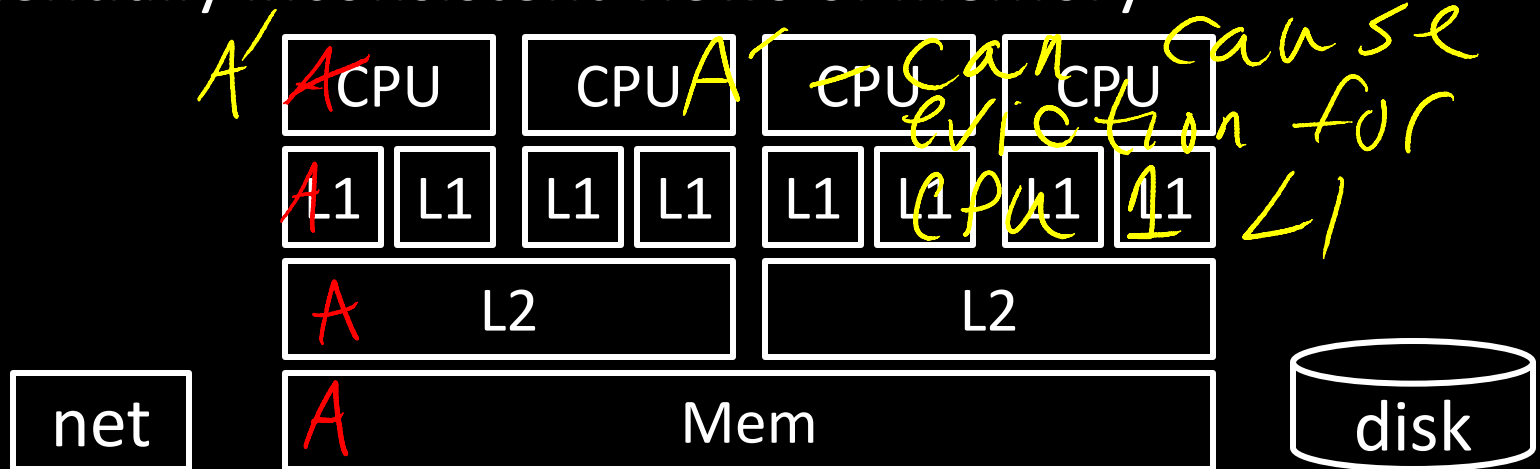 Memory
A' A CPU CPU A' - CPU CPU
can cause
eviction for
CPU 1 L1
A L1 L1 L1 L1 L1 L1 L1 L1
A L2 L2
net A Mem disk